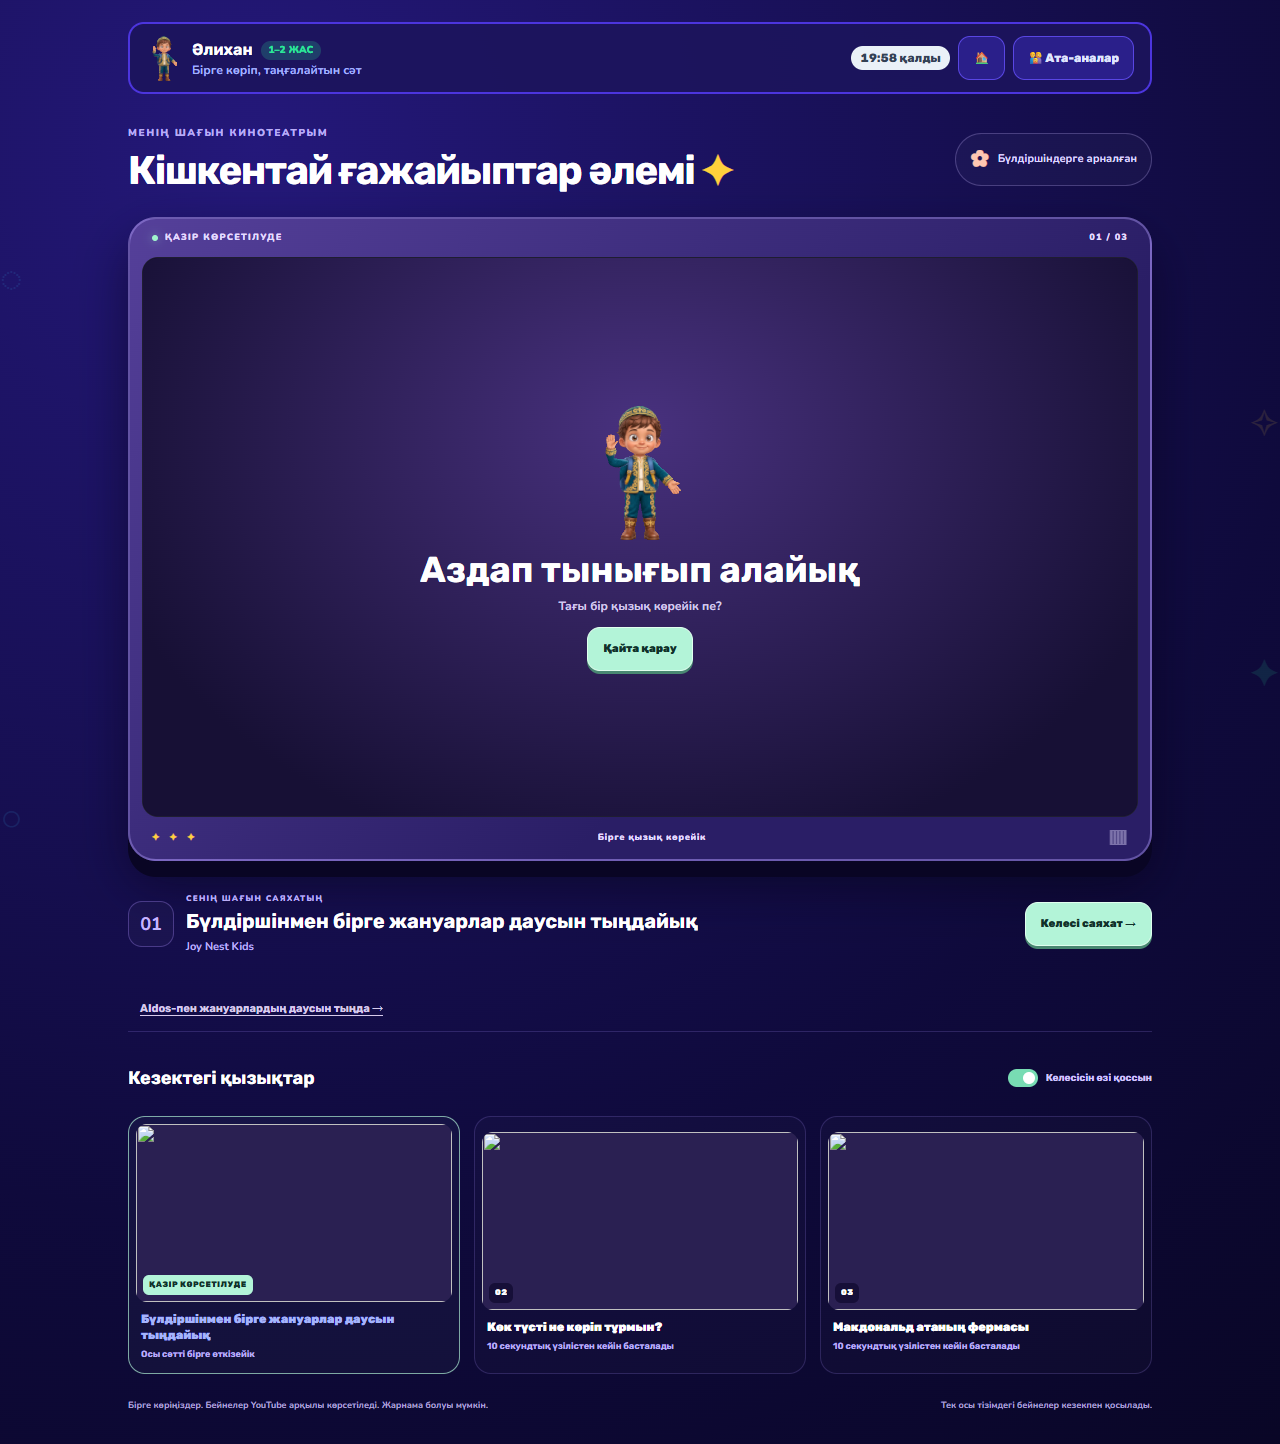 Әлихан 1–2 ЖАС
Бірге көріп, таңғалайтын сәт
19:58 қалды
Ата-аналар
МЕНІҢ ШАҒЫН КИНОТЕАТРЫМ
Кішкентай ғажайыптар әлемі
Бүлдіршіндерге арналған
ҚАЗІР КӨРСЕТІЛУДЕ
01 / 03
Аздап тынығып алайық
Тағы бір қызық көрейік пе?
Қайта қарау
Бірге қызық көрейік
01
СЕНІҢ ШАҒЫН САЯХАТЫҢ
Бүлдіршінмен бірге жануарлар даусын тыңдайық
Joy Nest Kids
Келесі саяхат →
Aldos-пен жануарлардың даусын тыңда →
Кезектегі қызықтар
Келесісін өзі қоссын
ҚАЗІР КӨРСЕТІЛУДЕ
Бүлдіршінмен бірге жануарлар даусын
тыңдайық
Осы сәтті бірге өткізейік
02
Көк түсті не көріп тұрмын?
10 секундтық үзілістен кейін басталады
03
Макдональд атаның фермасы
10 секундтық үзілістен кейін басталады
Бірге көріңіздер. Бейнелер YouTube арқылы көрсетіледі. Жарнама болуы мүмкін.
Тек осы тізімдегі бейнелер кезекпен қосылады.